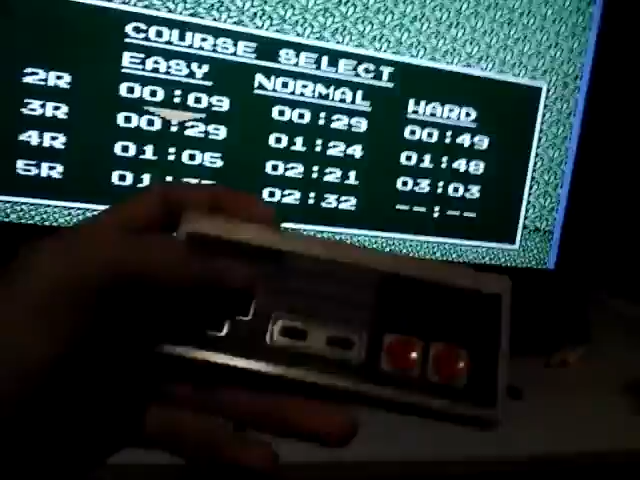 COURSE SELECT
EASY NORMAL HARD
2R 00:09 00:29 00:49
3R 00:29 01:24 01:48
4R 01:05 02:21 03:03
5R 02:32 --:--